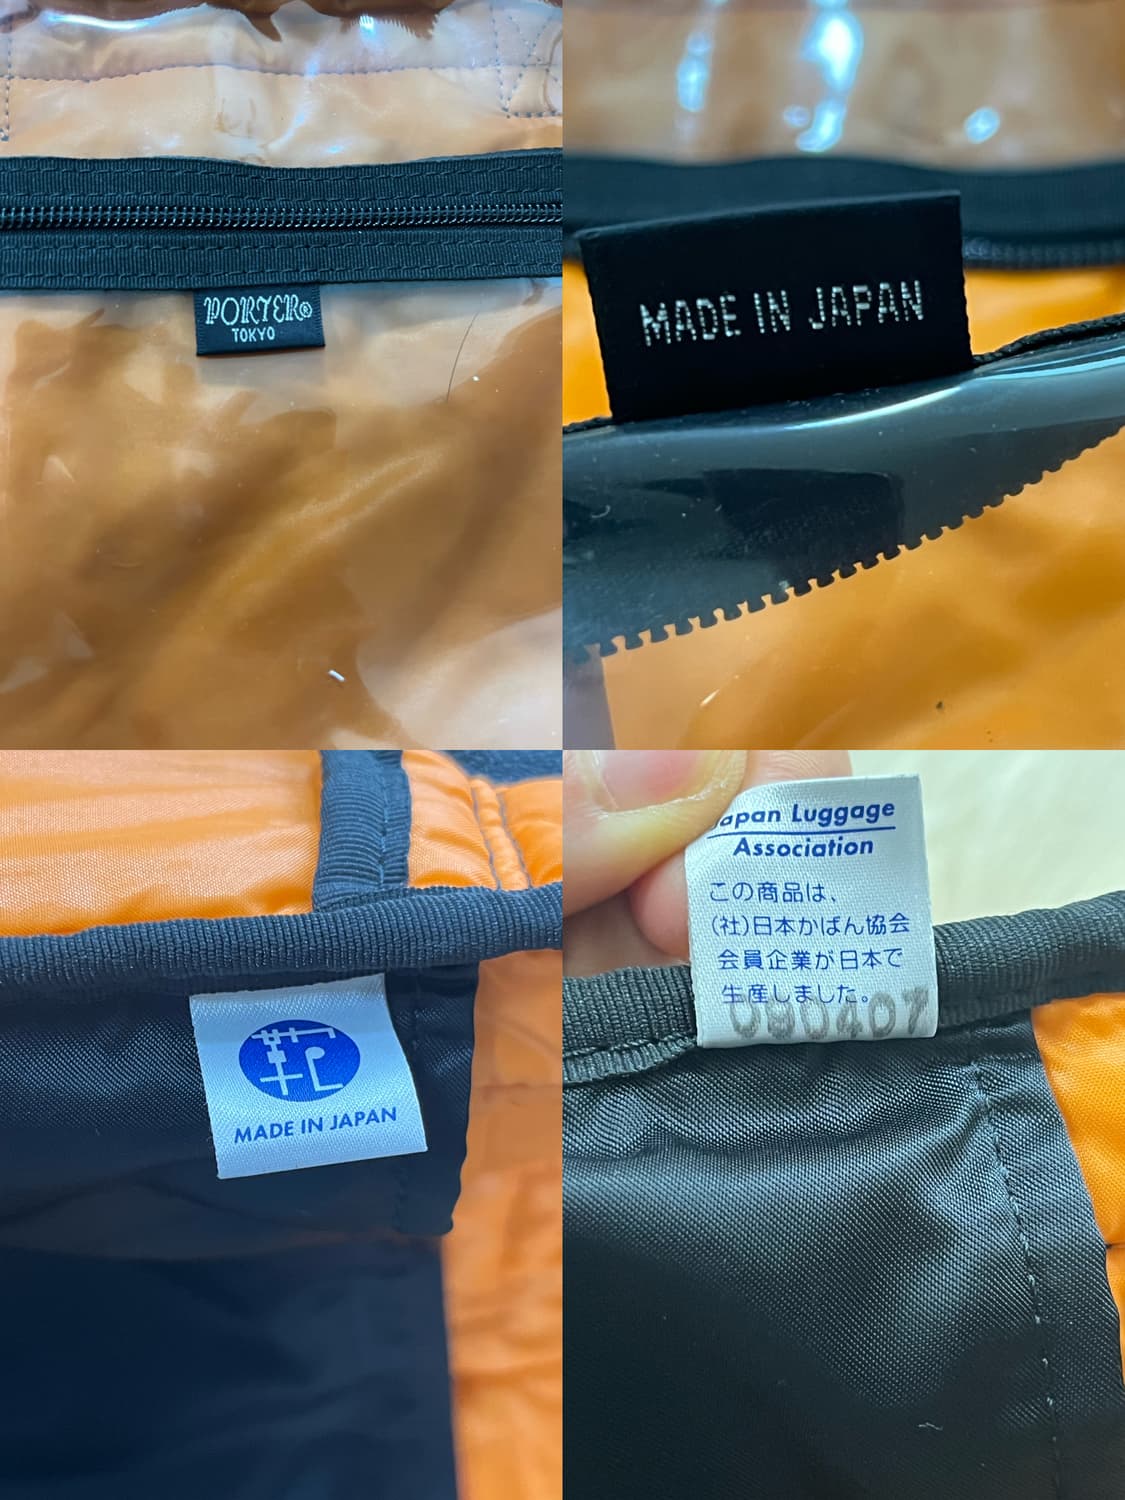 PORTER®
TOKYO
MADE IN JAPAN
MADE IN JAPAN
Japan Luggage
Association
この商品は、
(社)日本かばん協会
会員企業が日本で
生産しました。
090407